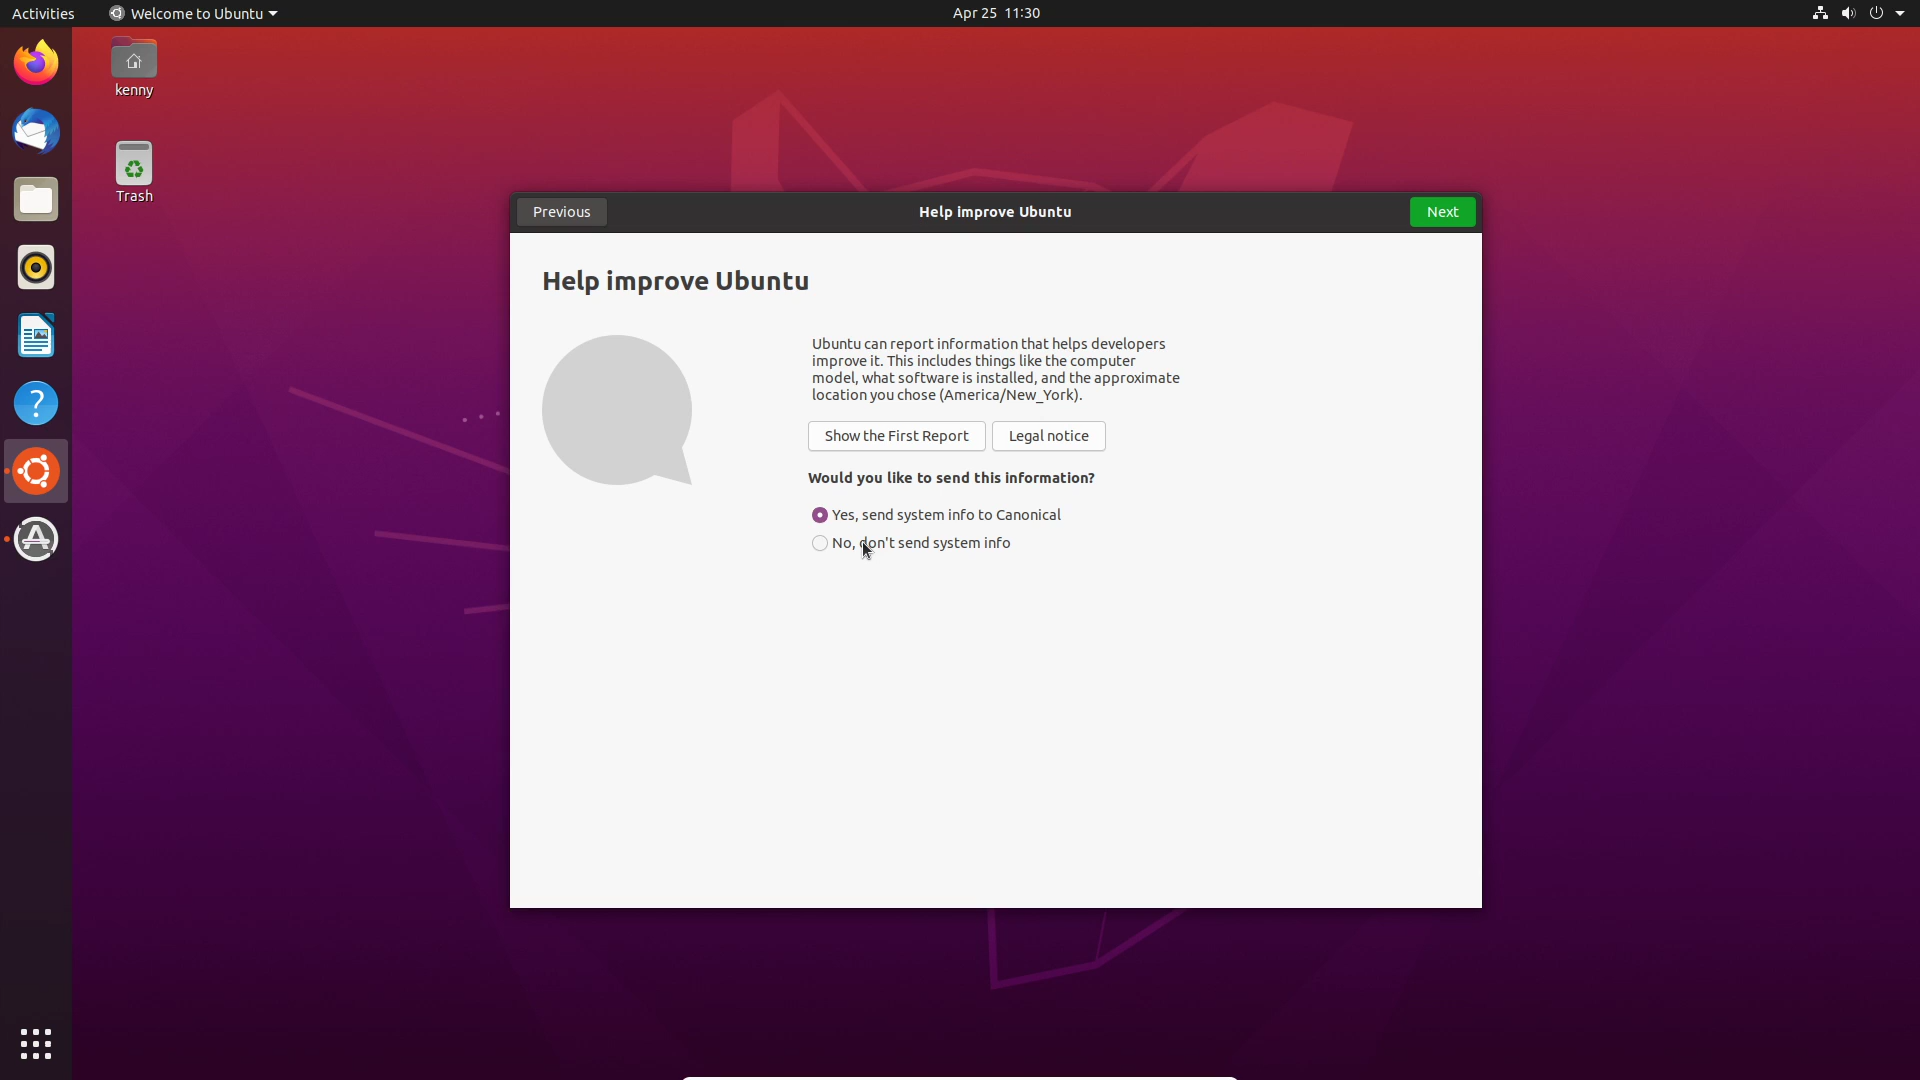 Activities
Welcome to Ubuntu
Apr 25 11:30
kenny
Trash
Previous
Help improve Ubuntu
Next
Help improve Ubuntu
Ubuntu can report information that helps developers
improve it. This includes things like the computer
model, what software is installed, and the approximate
location you chose (America/New_York).
Show the First Report
Legal notice
Would you like to send this information?
Yes, send system info to Canonical
No, don't send system info